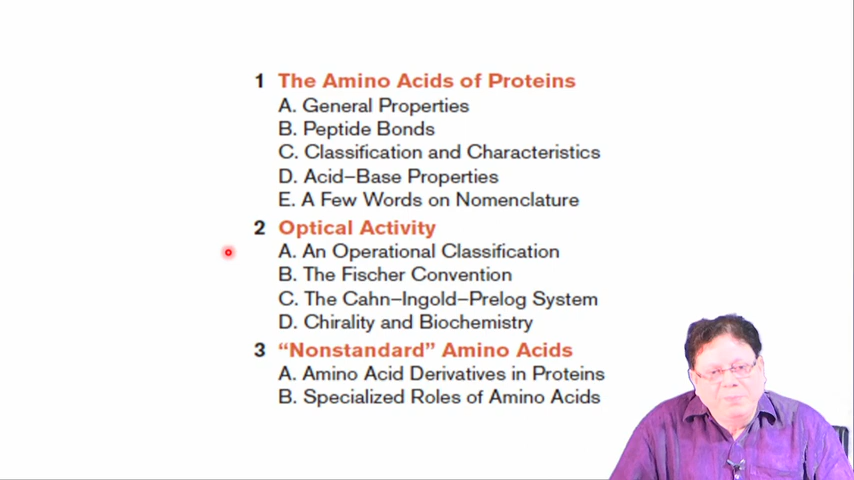 1 The Amino Acids of Proteins
A. General Properties
B. Peptide Bonds
C. Classification and Characteristics
D. Acid–Base Properties
E. A Few Words on Nomenclature
2 Optical Activity
A. An Operational Classification
B. The Fischer Convention
C. The Cahn–Ingold–Prelog System
D. Chirality and Biochemistry
3 “Nonstandard” Amino Acids
A. Amino Acid Derivatives in Proteins
B. Specialized Roles of Amino Acids